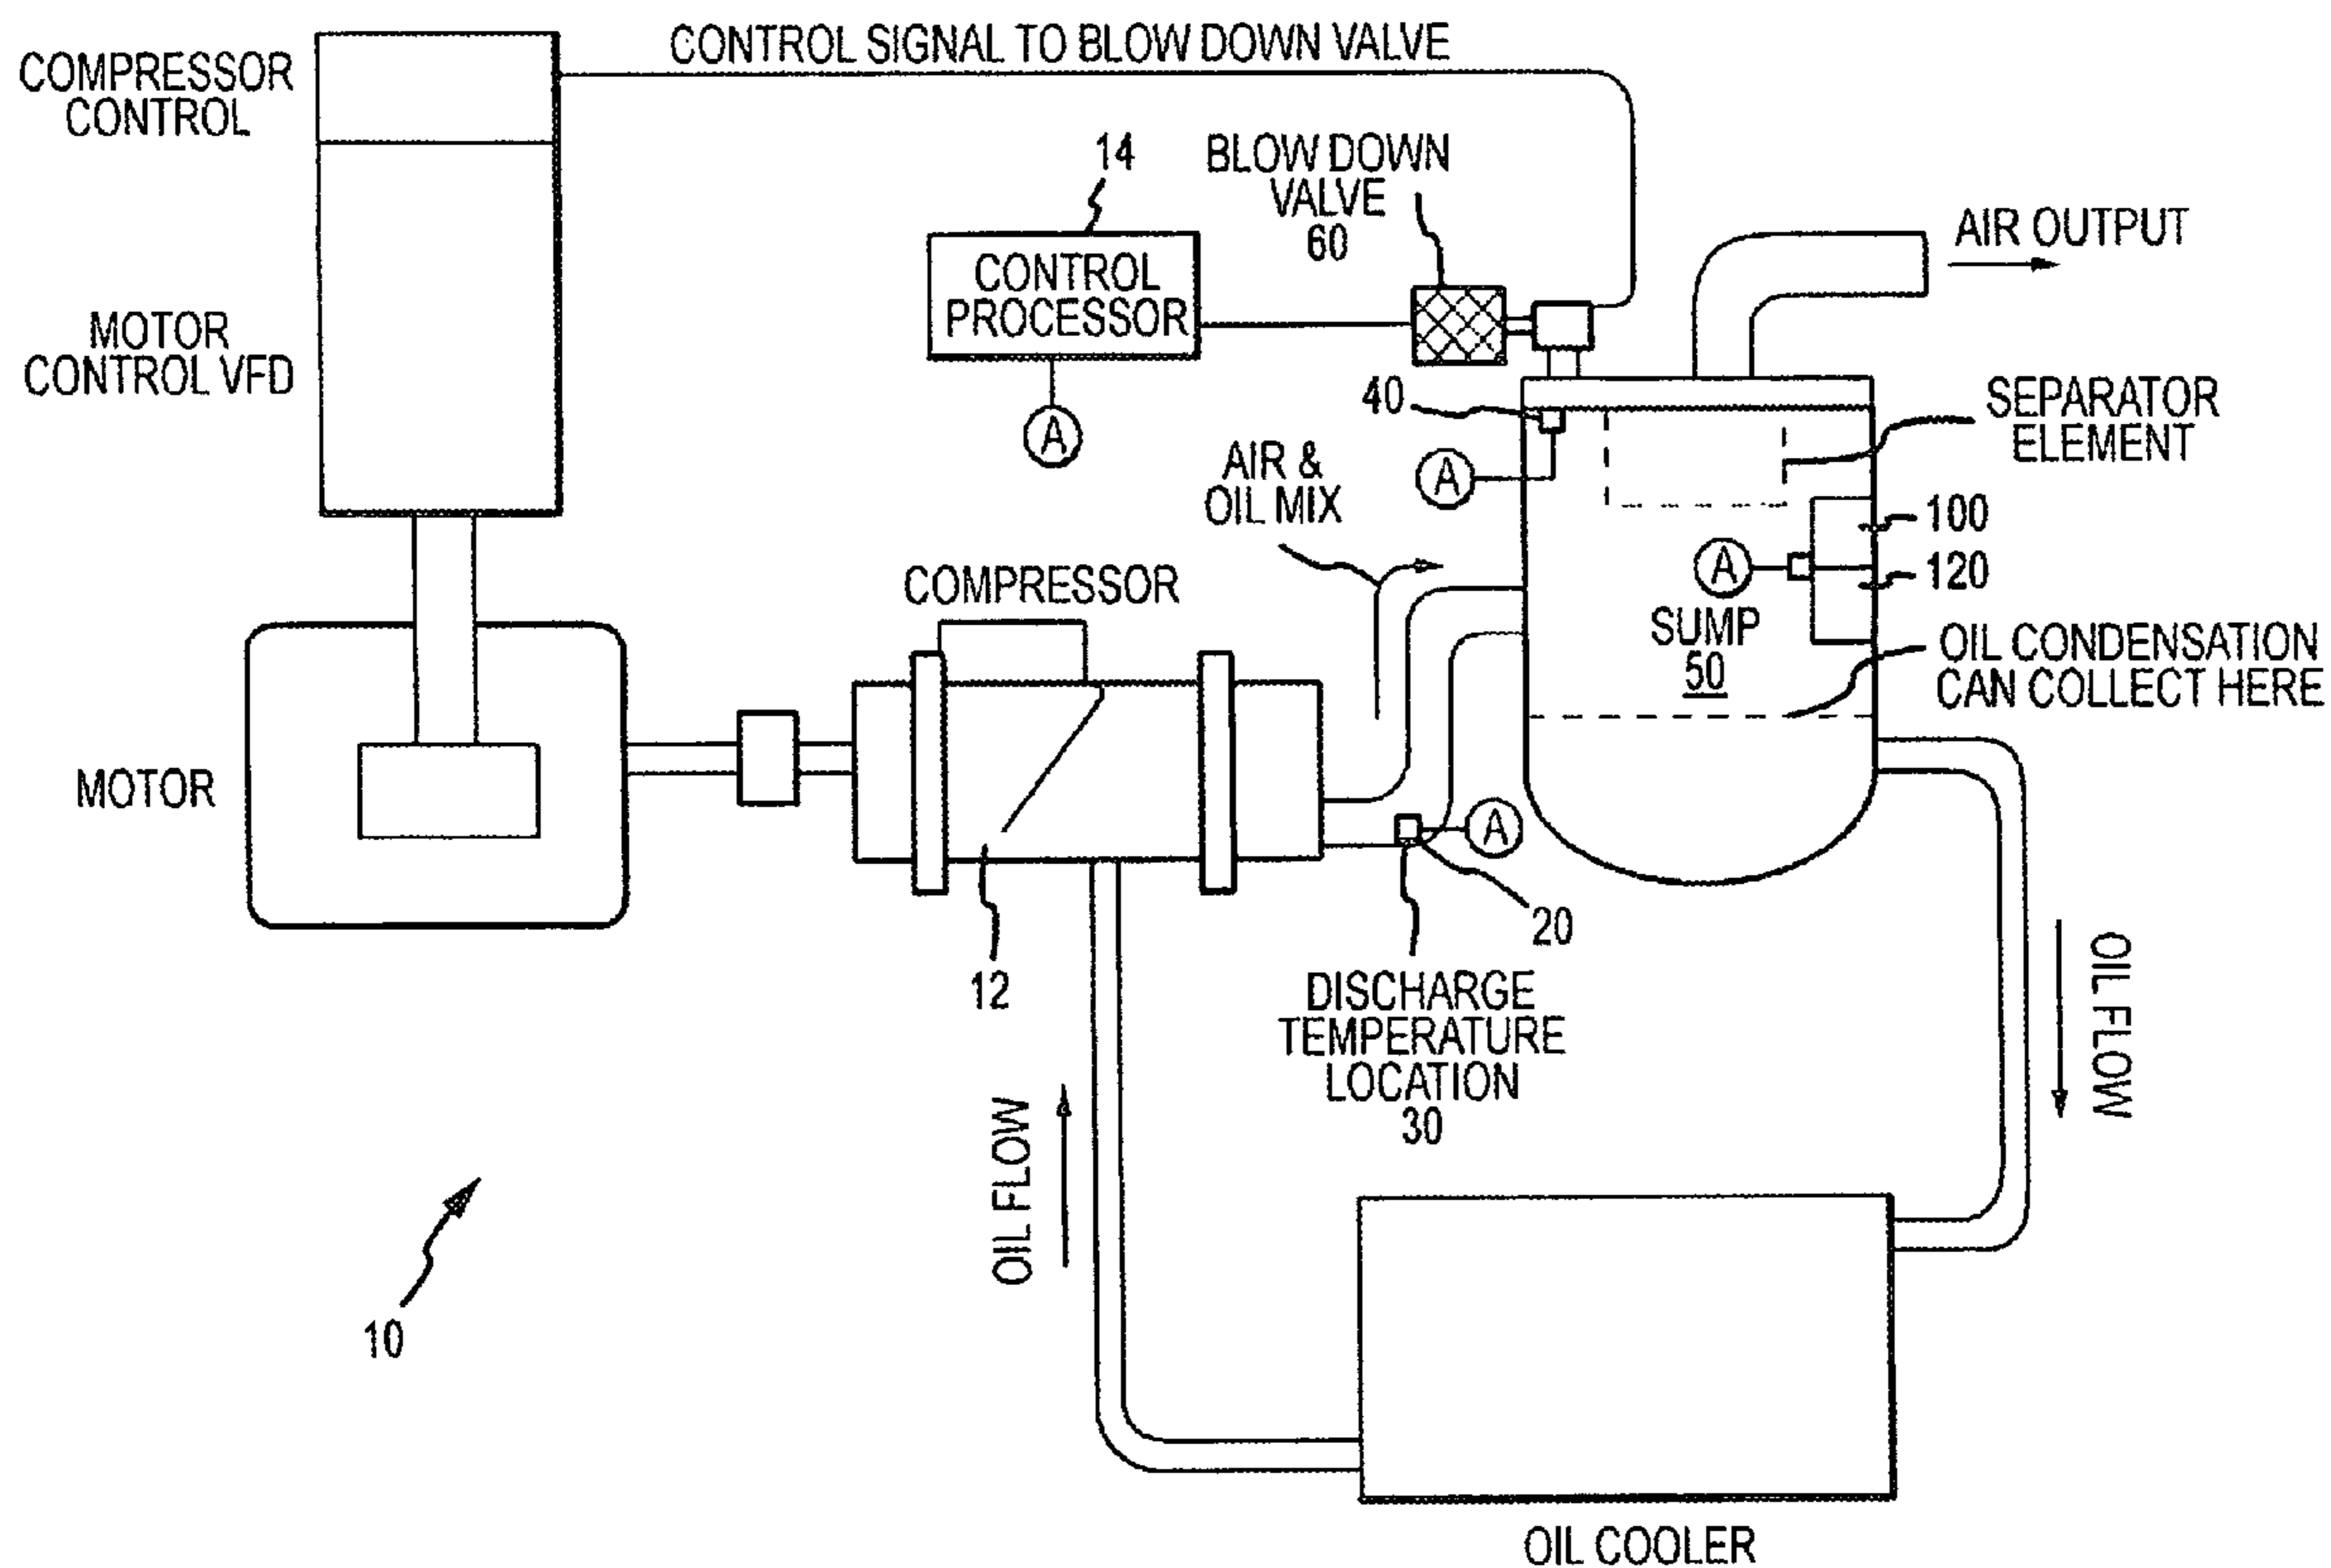 CONTROL SIGNAL TO BLOW DOWN VALVE
COMPRESSOR
CONTROL
14
BLOW DOWN
VALVE
60
AIR OUTPUT
CONTROL
PROCESSOR
MOTOR
CONTROL VFD
40
A
SEPARATOR
ELEMENT
AIR &
OIL MIX
A
100
A
120
COMPRESSOR
SUMP
50
OIL CONDENSATION
CAN COLLECT HERE
MOTOR
A
20
12
DISCHARGE
TEMPERATURE
LOCATION
30
OIL FLOW
OIL FLOW
10
OIL COOLER